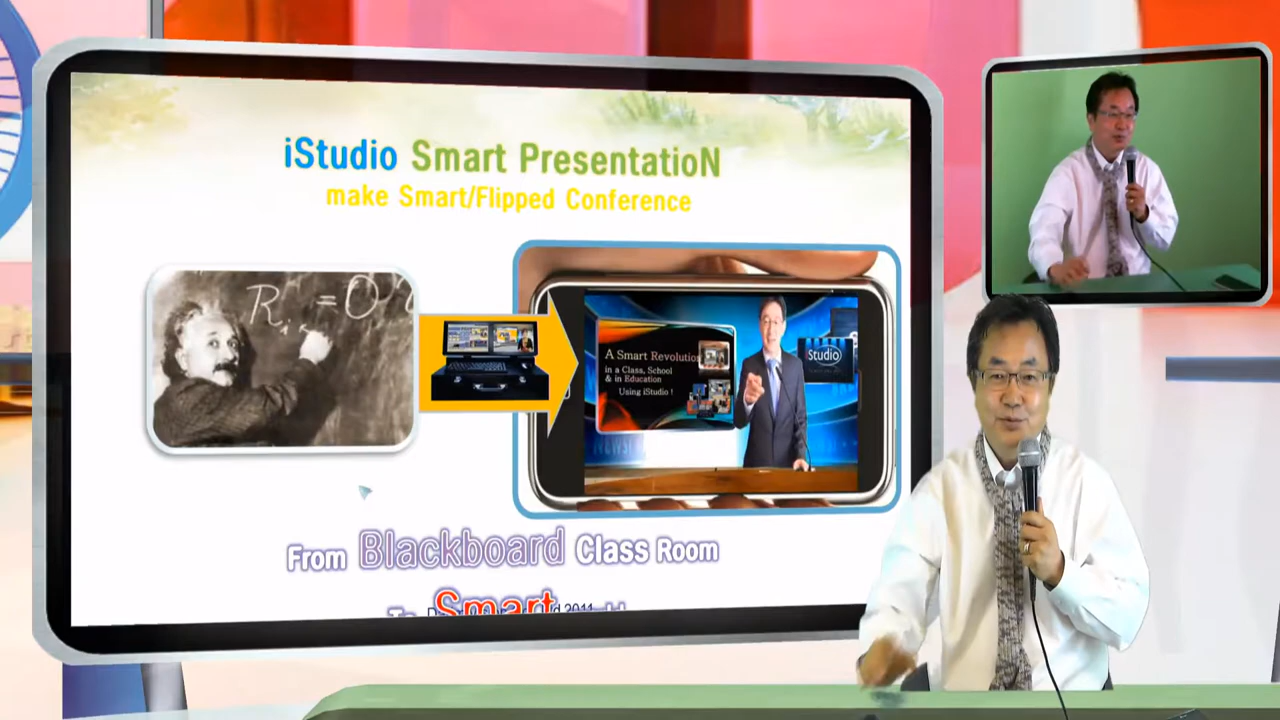 iStudio Smart PresentatioN
make Smart/Flipped Conference
A Smart Revolution
in a Class, School
& in Education
Using iStudio !
Studio
From Blackboard Class Room
Smart